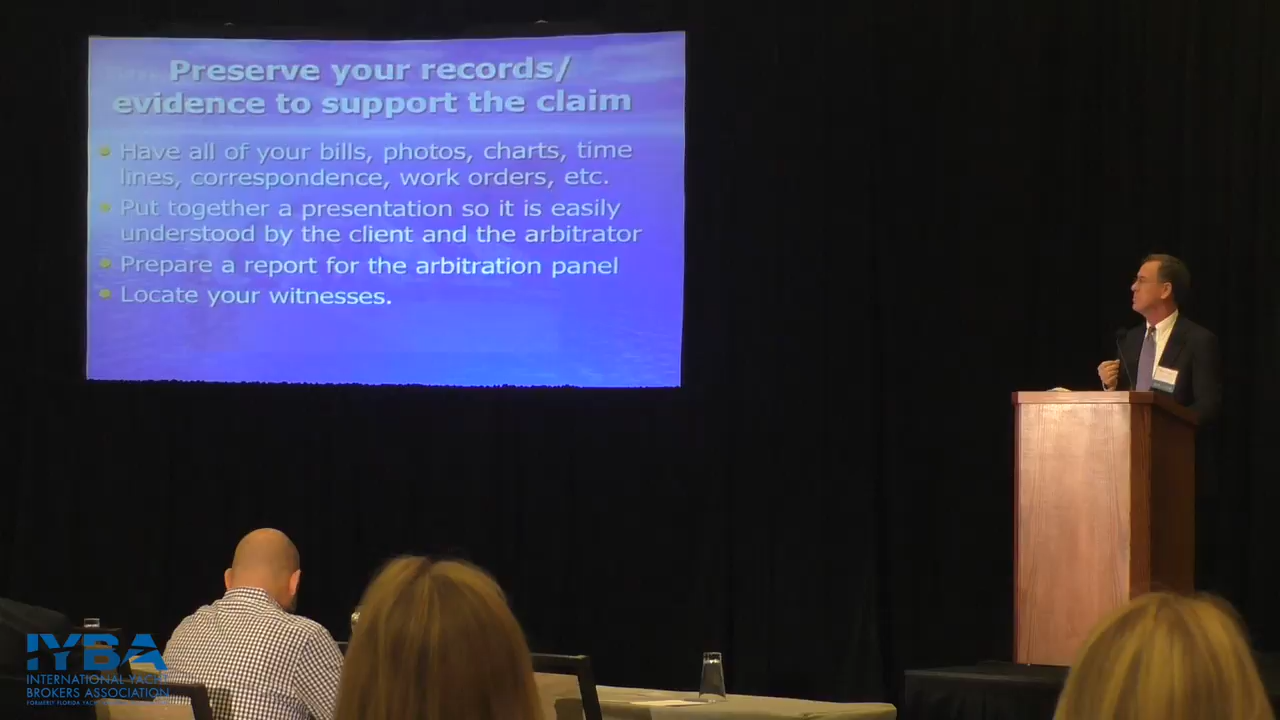 Preserve your records/
evidence to support the claim
Have all of your bills, photos, charts, time
lines, correspondence, work orders, etc.
Put together a presentation so it is easily
understood by the client and the arbitrator
Prepare a report for the arbitration panel
Locate your witnesses.
IYBA
INTERNATIONAL YACHT
BROKERS ASSOCIATION
FORMERLY FLORIDA